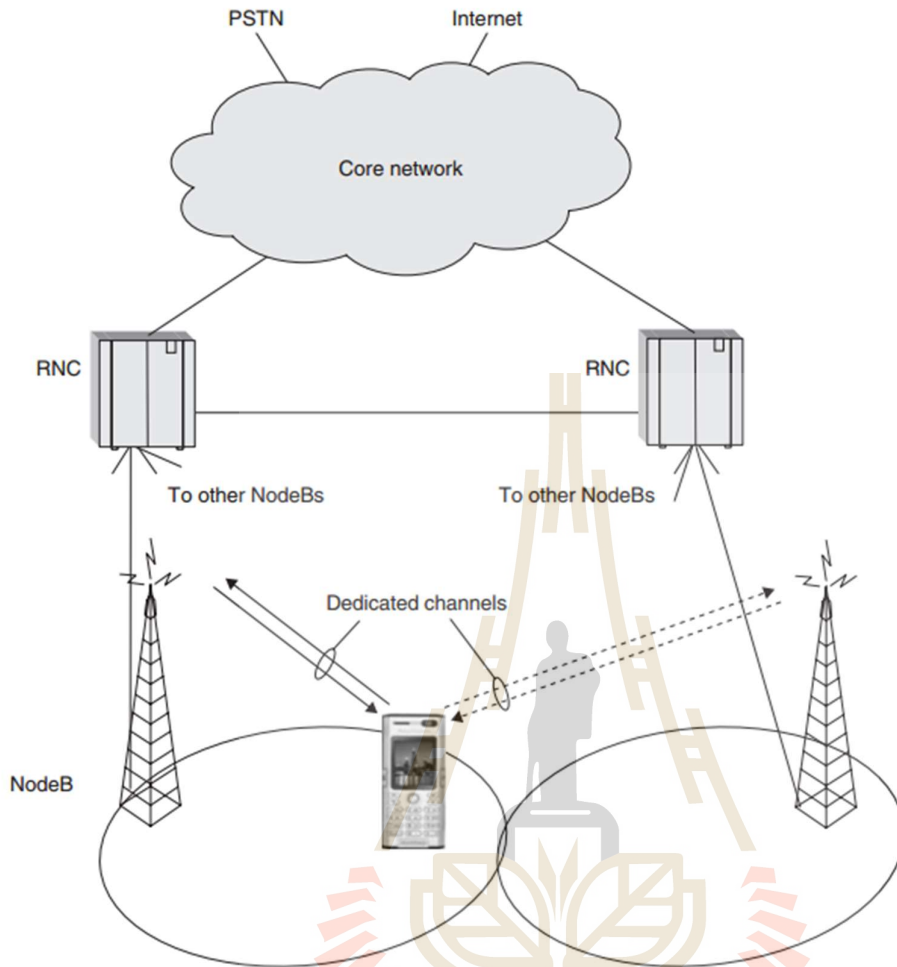 PSTN
Internet
Core network
RNC
RNC
To other NodeBs
To other NodeBs
Dedicated channels
NodeB